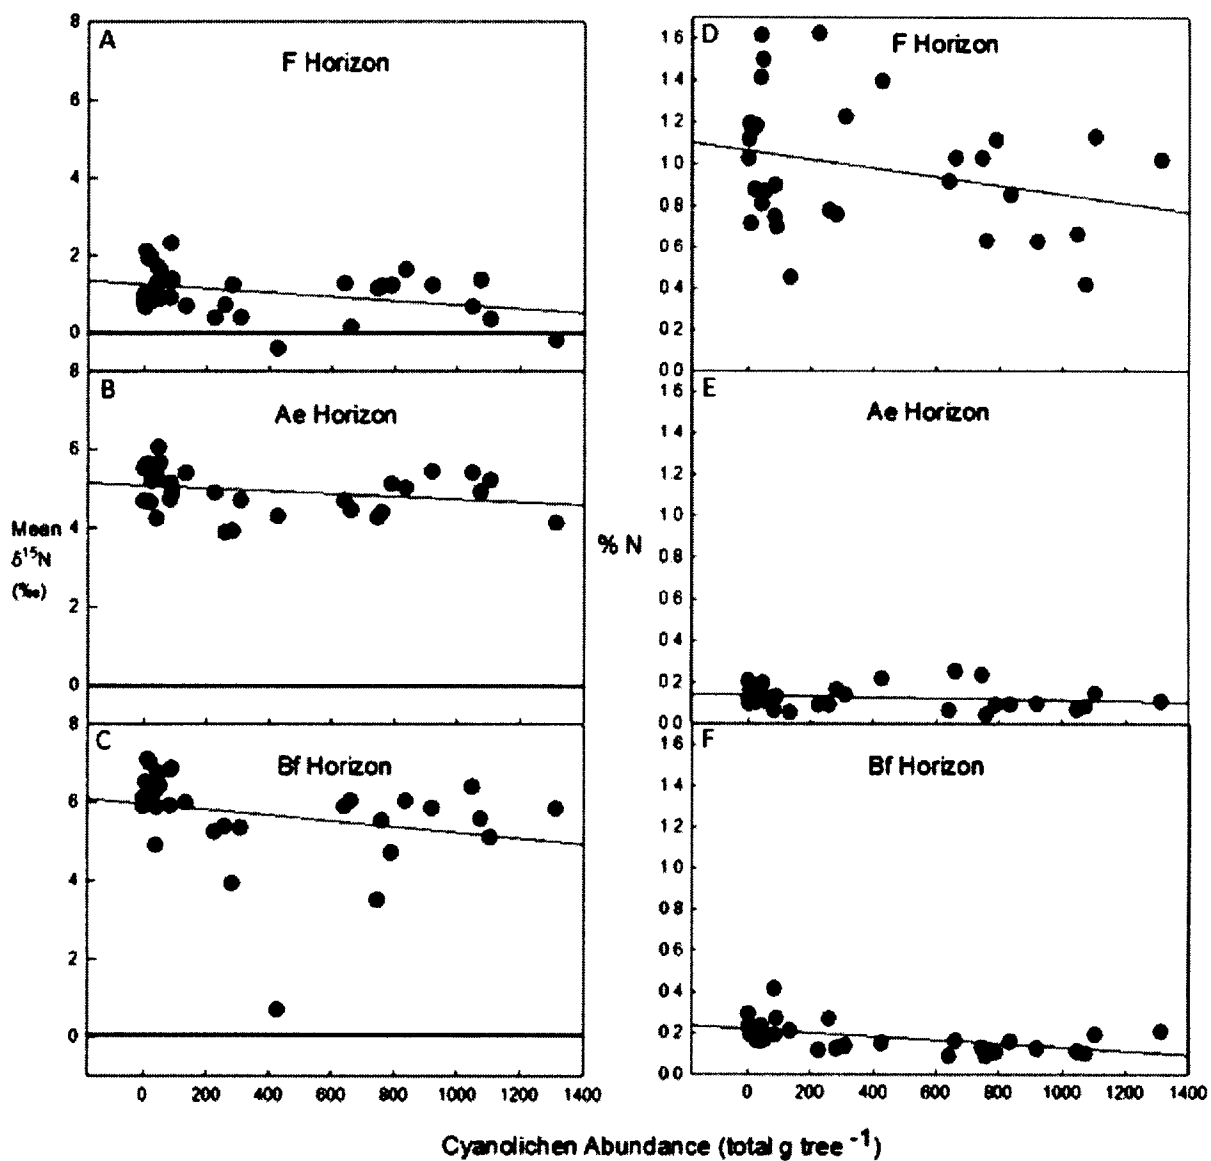 A
F Horizon
8
6
4
2
0
B
Ae Horizon
8
6
4
2
0
Mean
δ¹⁵N
(‰)
C
Bf Horizon
8
6
4
2
0
0 200 400 600 800 1000 1200 1400
D
F Horizon
1.6
1.4
1.2
1.0
0.8
0.6
0.4
0.2
0.0
% N
E
Ae Horizon
1.6
1.4
1.2
1.0
0.8
0.6
0.4
0.2
0.0
F
Bf Horizon
1.6
1.4
1.2
1.0
0.8
0.6
0.4
0.2
0.0
0 200 400 600 800 1000 1200 1400
Cyanolichen Abundance (total g tree ⁻¹)